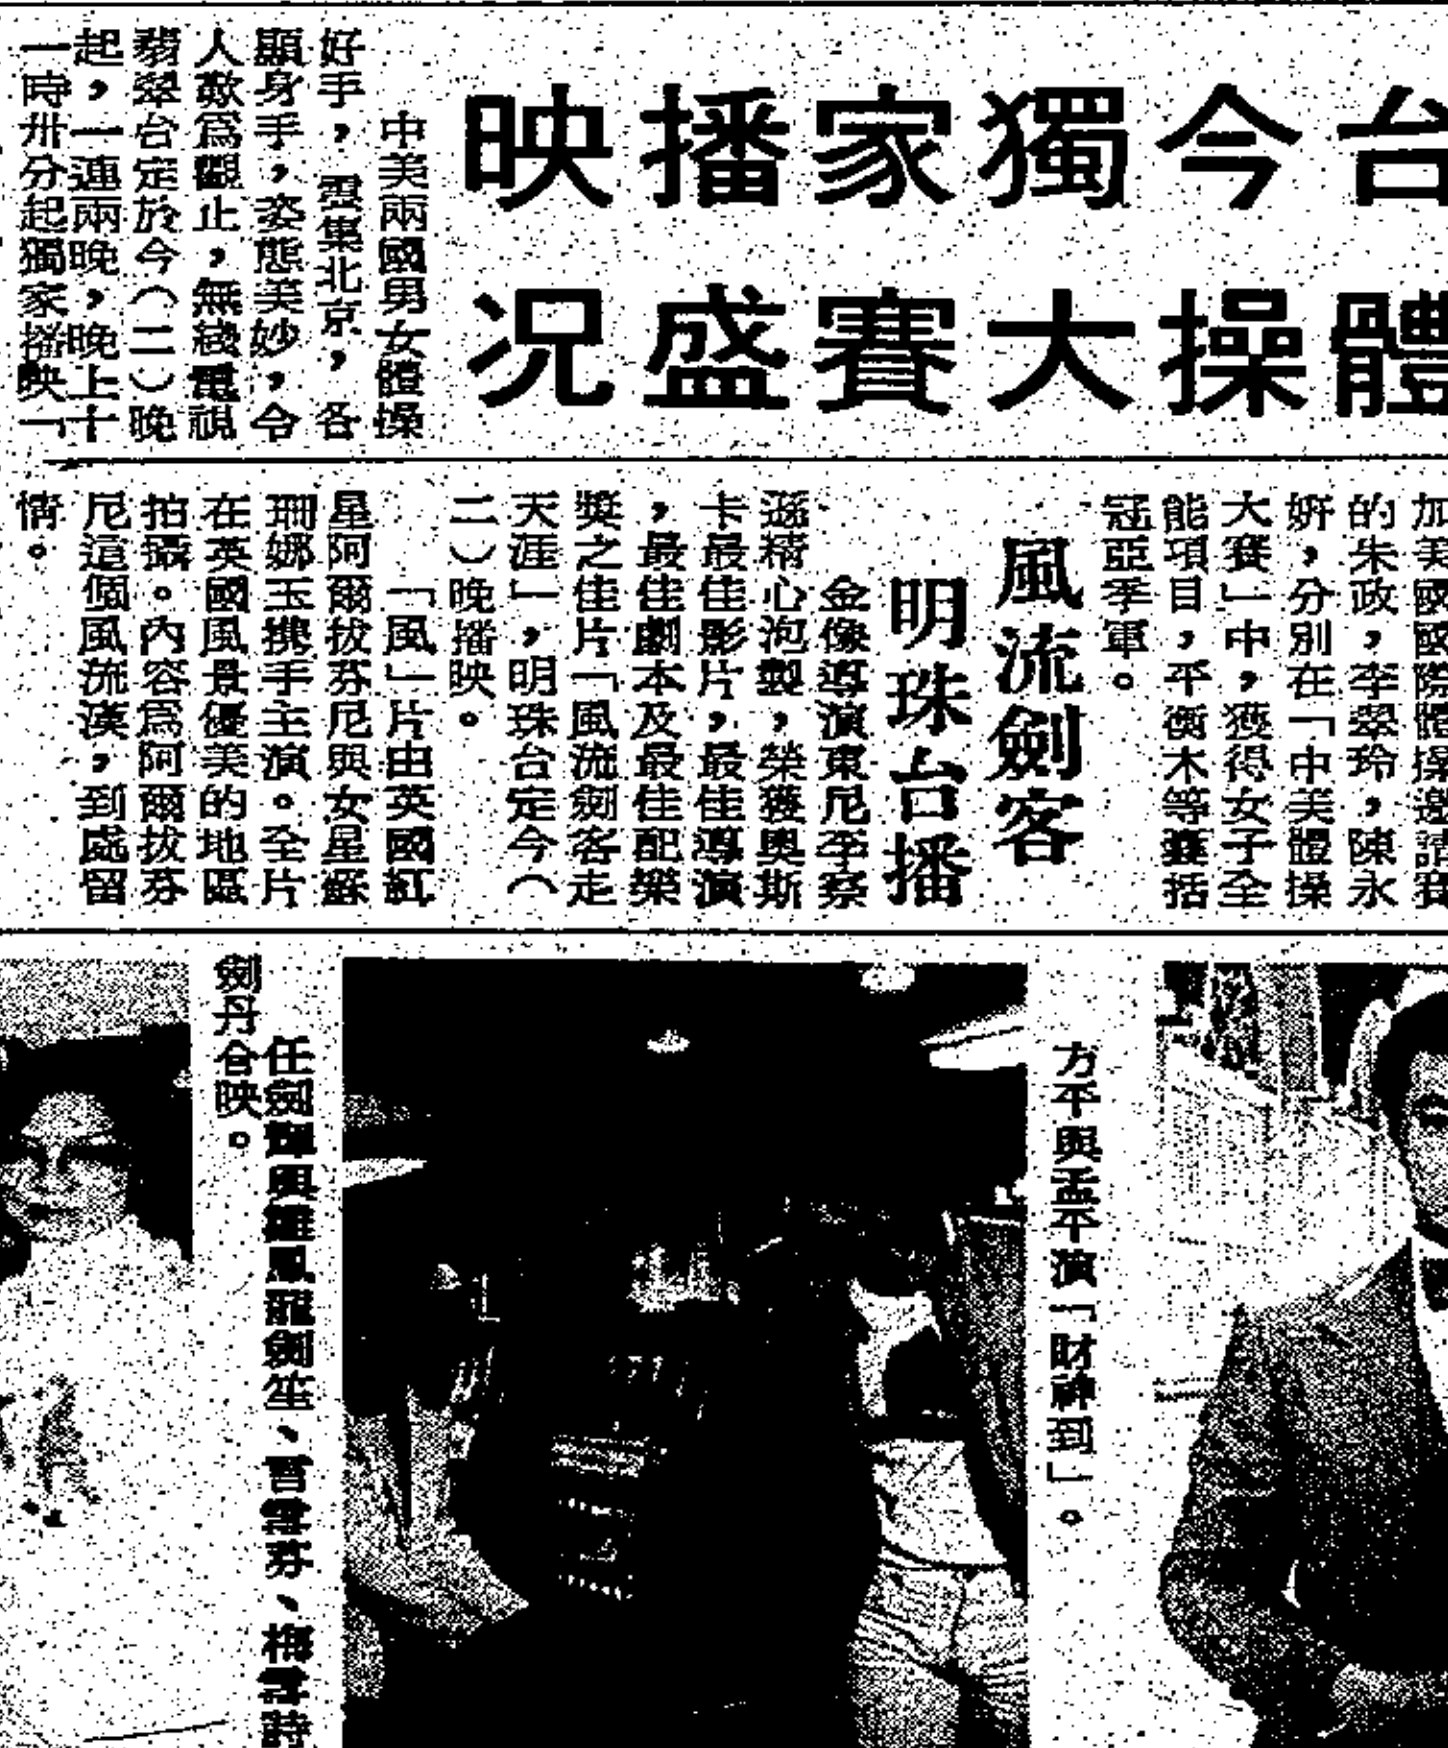 台今獨家播映
體操大賽盛況
中美兩國男女體操
好手，雲集北京，各
顯身手，姿態美妙，令
人歎爲觀止，無綫電視
翡翠台定於今（二）晚
起，一連兩晚，晚上十
一時卅分起獨家播映「
加美國國際體操邀請賽
的朱政，李翠玲，陳永
妍，分別在「中美體操
大賽」中，獲得女子全
能項目，平衡木等囊括
冠亞季軍。
風流劍客
明珠台播
金像導演東尼李察
遜精心泡製，榮獲奧斯
卡最佳影片，最佳導演
，最佳劇本及最佳配樂
獎之佳片「風流劍客走
天涯」，明珠台定今（
二）晚播映。
「風」片由英國紅
星阿爾拔芬尼與女星蘇
珊娜玉携手主演。全片
在英國風景優美的地區
拍攝。內容爲阿爾拔芬
尼這個風流漢，到處留
情。
方平與孟平演「財神到」。
任劍輝與雛鳳龍劍笙、言雪芬、梅雪詩
劍丹合映。